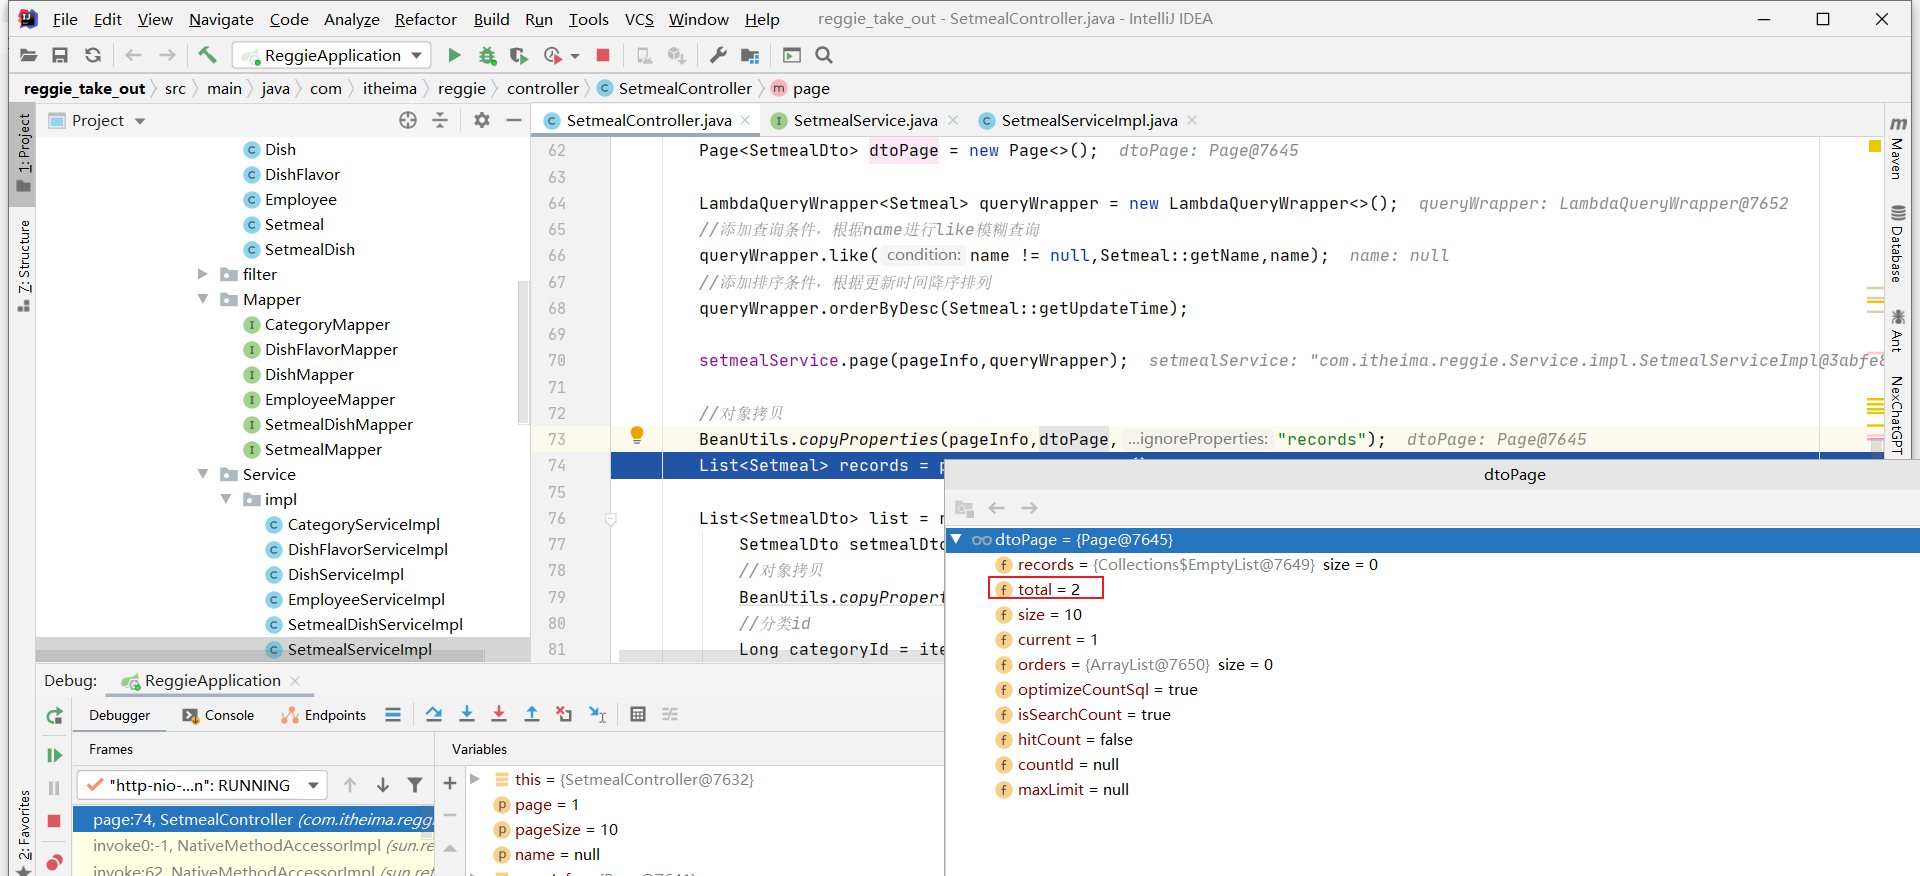 File Edit View Navigate Code Analyze Refactor Build Run Tools VCS Window Help reggie_take_out - SetmealController.java - IntelliJ IDEA
ReggieApplication
reggie_take_out src main java com itheima reggie controller SetmealController page
1: Project
7: Structure
2: Favorites
Project
Dish
DishFlavor
Employee
Setmeal
SetmealDish
filter
Mapper
CategoryMapper
DishFlavorMapper
DishMapper
EmployeeMapper
SetmealDishMapper
SetmealMapper
Service
impl
CategoryServiceImpl
DishFlavorServiceImpl
DishServiceImpl
EmployeeServiceImpl
SetmealDishServiceImpl
SetmealServiceImpl
SetmealController.java SetmealService.java SetmealServiceImpl.java
62 Page<SetmealDto> dtoPage = new Page<>(); dtoPage: Page@7645
63
64 LambdaQueryWrapper<Setmeal> queryWrapper = new LambdaQueryWrapper<>(); queryWrapper: LambdaQueryWrapper@7652
65 //添加查询条件，根据name进行like模糊查询
66 queryWrapper.like( condition: name != null,Setmeal::getName,name); name: null
67 //添加排序条件，根据更新时间降序排列
68 queryWrapper.orderByDesc(Setmeal::getUpdateTime);
69
70 setmealService.page(pageInfo,queryWrapper); setmealService: "com.itheima.reggie.Service.impl.SetmealServiceImpl@3abfe8
71
72 //对象拷贝
73 BeanUtils.copyProperties(pageInfo,dtoPage, ...ignoreProperties: "records"); dtoPage: Page@7645
74 List<Setmeal> records = p
75
76 List<SetmealDto> list = r
77 SetmealDto setmealDto
78 //对象拷贝
79 BeanUtils.copyPropert
80 //分类id
81 Long categoryId = ite
Maven
Database
Ant
NexChatGPT
dtoPage
dtoPage = {Page@7645}
records = {Collections$EmptyList@7649} size = 0
total = 2
size = 10
current = 1
orders = {ArrayList@7650} size = 0
optimizeCountSql = true
isSearchCount = true
hitCount = false
countId = null
maxLimit = null
Debug: ReggieApplication
Debugger Console Endpoints
Frames Variables
"http-nio-...n": RUNNING
page:74, SetmealController (com.itheima.regg
invoke0:-1, NativeMethodAccessorImpl (sun.re
invoke:62, NativeMethodAccessorImpl (sun.ref
this = {SetmealController@7632}
page = 1
pageSize = 10
name = null